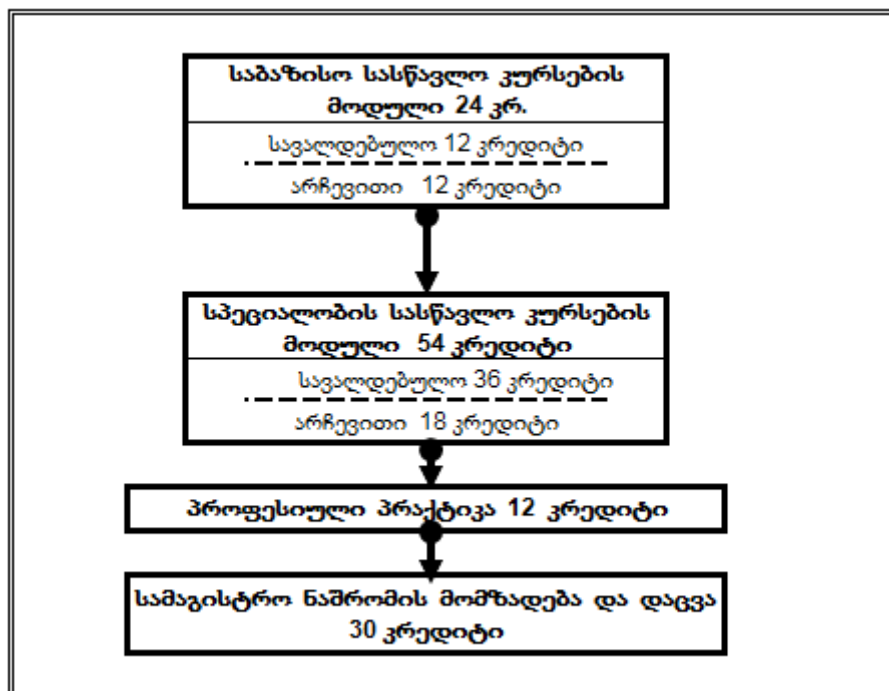 საბაზისო სასწავლო კურსების
მოდული 24 კრ.
სავალდებულო 12 კრედიტი
არჩევითი 12 კრედიტი
სპეციალობის სასწავლო კურსების
მოდული 54 კრედიტი
სავალდებულო 36 კრედიტი
არჩევითი 18 კრედიტი
პროფესიული პრაქტიკა 12 კრედიტი
სამაგისტრო ნაშრომის მომზადება და დაცვა
30 კრედიტი